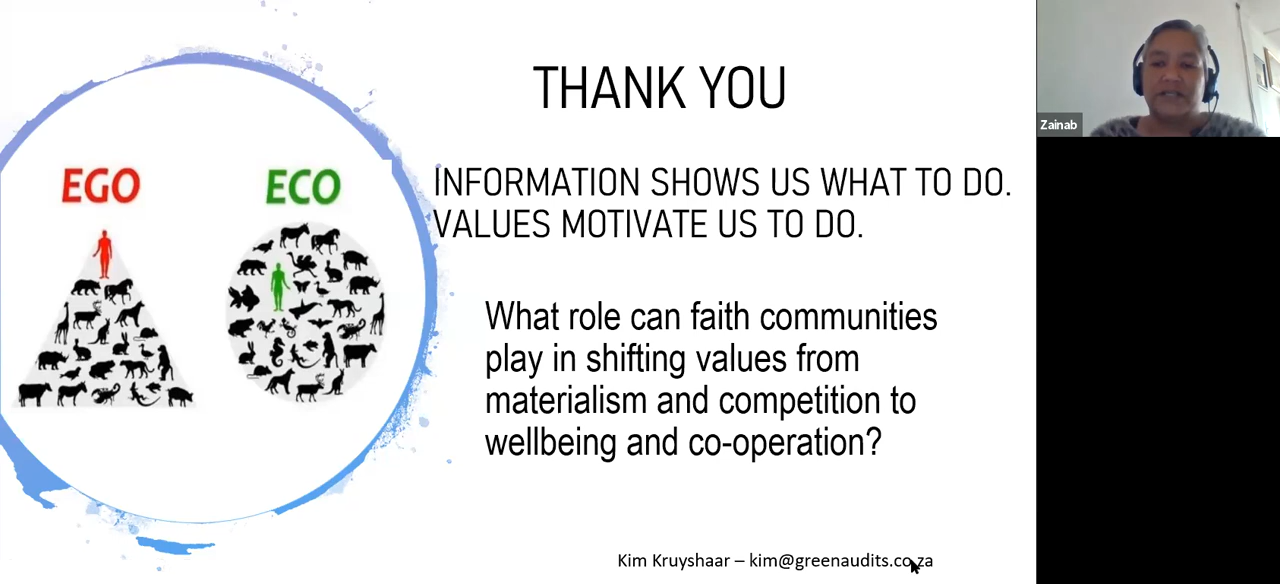 THANK YOU
Zainab
EGO
ECO
INFORMATION SHOWS US WHAT TO DO.
VALUES MOTIVATE US TO DO.
What role can faith communities
play in shifting values from
materialism and competition to
wellbeing and co-operation?
Kim Kruyshaar – kim@greenaudits.co.za